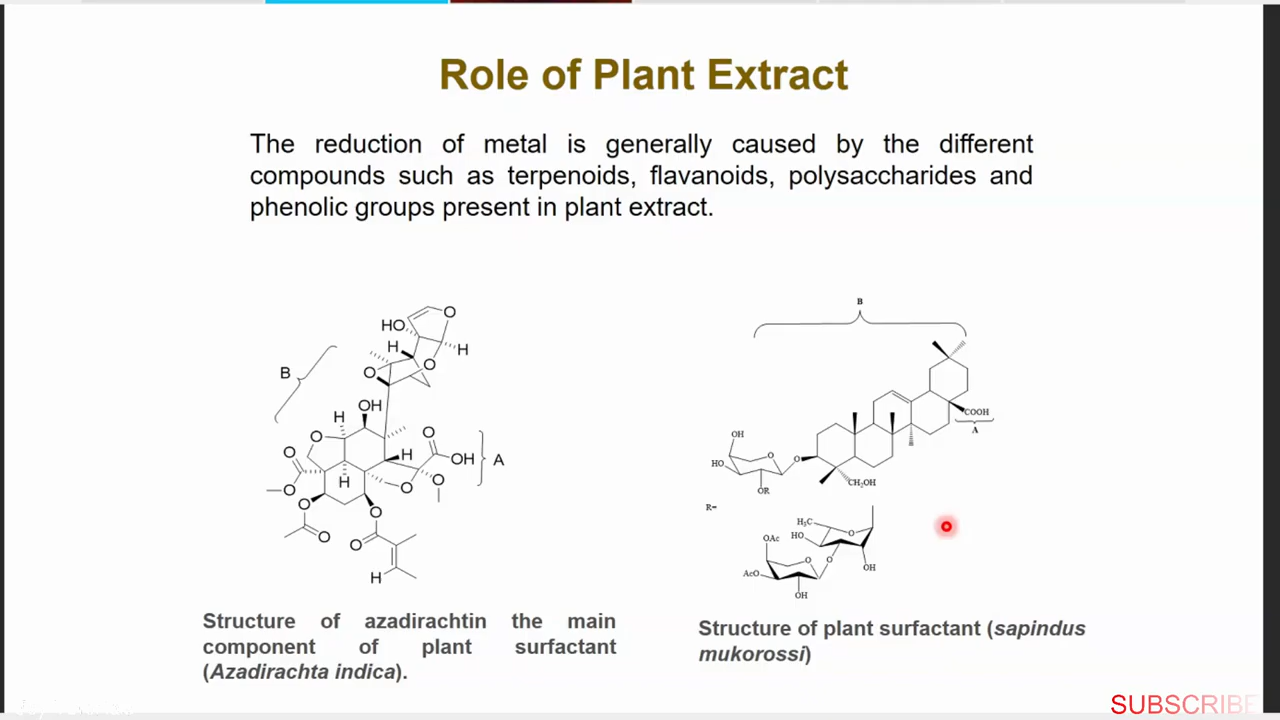 Role of Plant Extract
The reduction of metal is generally caused by the different
compounds such as terpenoids, flavanoids, polysaccharides and
phenolic groups present in plant extract.
O
HO
H
H
O
O
B
OH
H
O
O
O
H
OH
A
H
O
O
O
O
O
O
O
O
H
Structure of azadirachtin the main
component of plant surfactant
(Azadirachta indica).
B
COOH
A
OH
O
O
HO
CH₂OH
OR
R=
H₃C
O
OAc
HO
O
O
OH
AcO
OH
Structure of plant surfactant (sapindus
mukorossi)
SUBSCRIBE